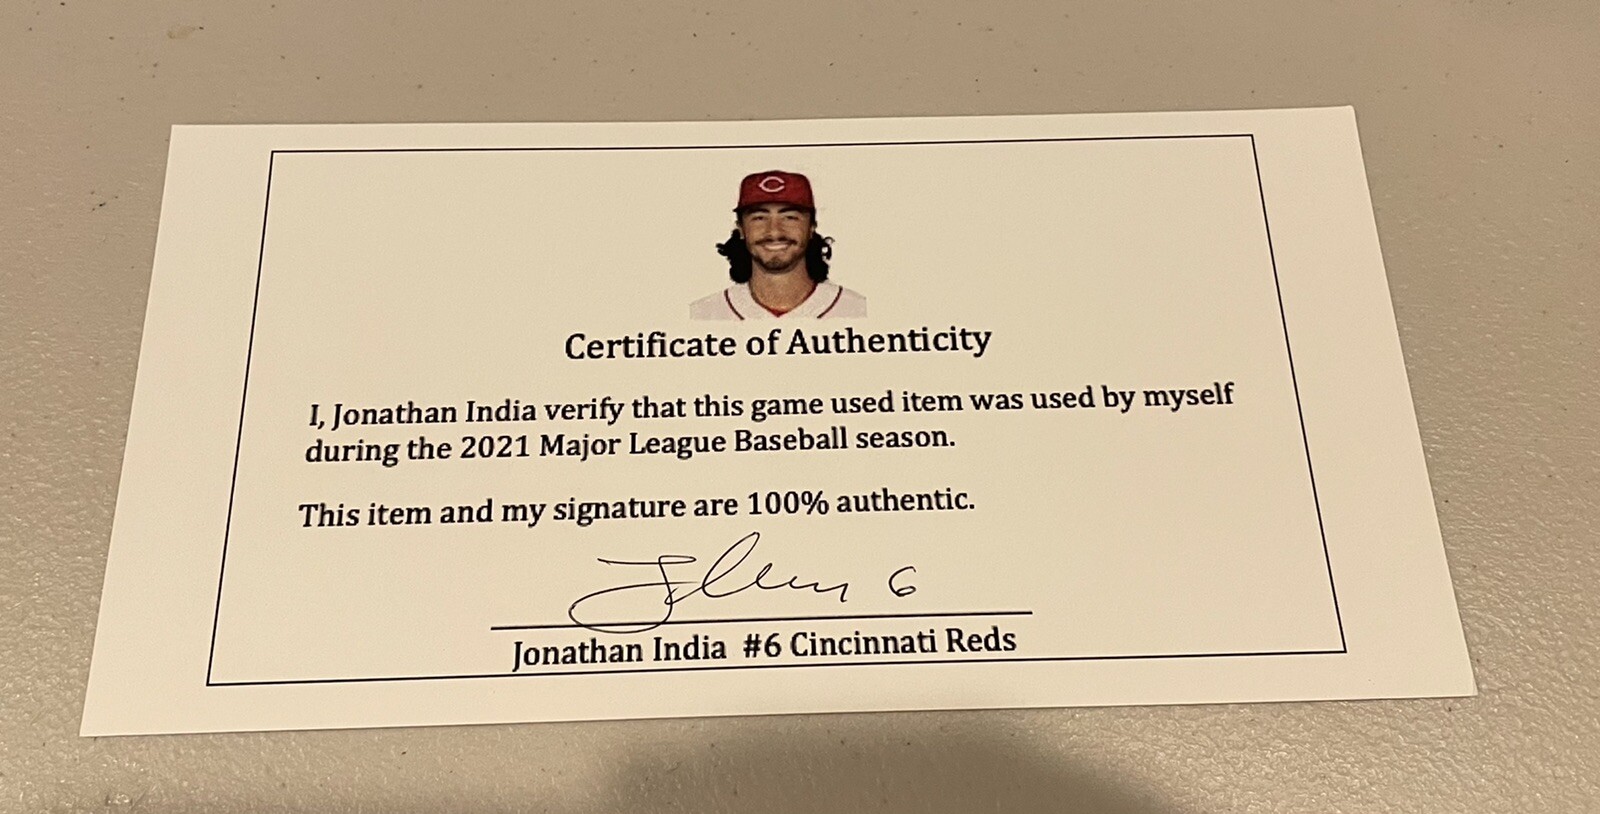 C
Certificate of Authenticity
I, Jonathan India verify that this game used item was used by myself
during the 2021 Major League Baseball season.
This item and my signature are 100% authentic.
6
Jonathan India #6 Cincinnati Reds